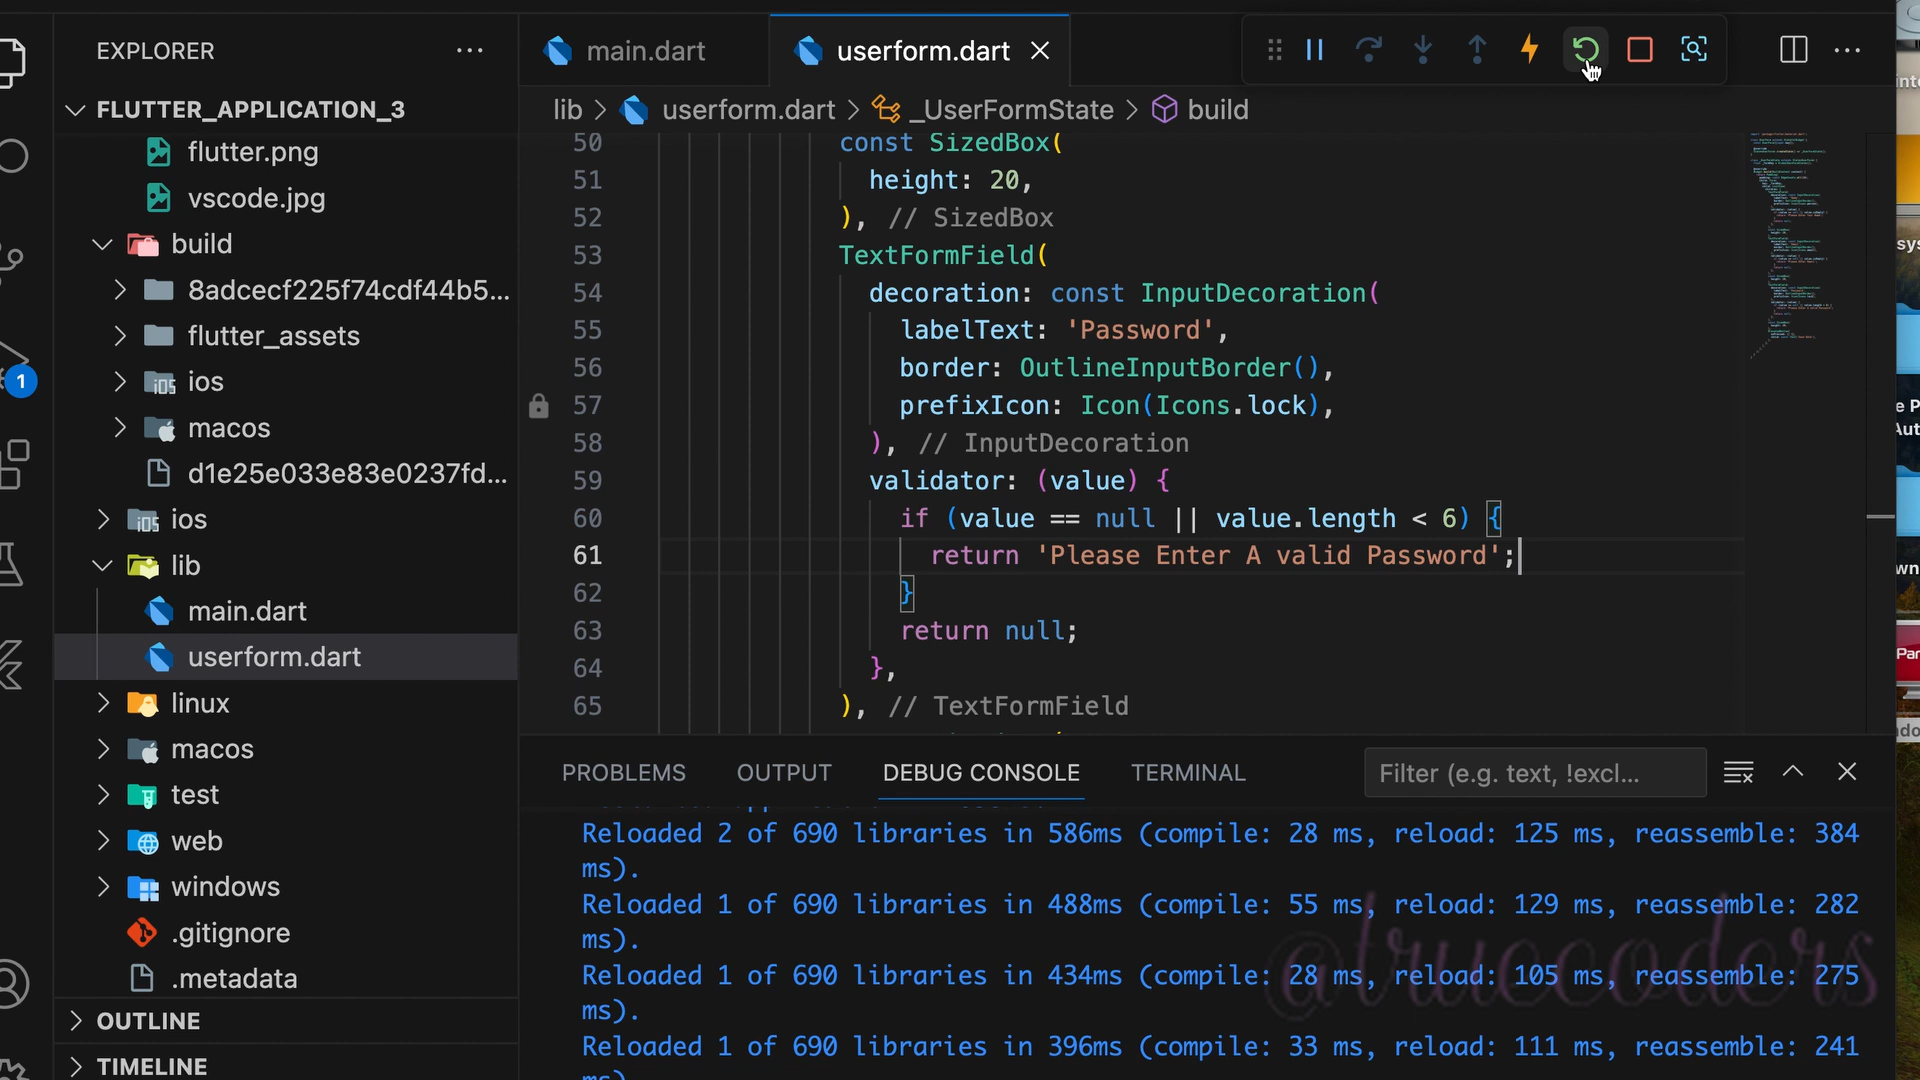 EXPLORER
FLUTTER_APPLICATION_3
flutter.png
vscode.jpg
build
8adcecf225f74cdf44b5...
flutter_assets
ios
macos
d1e25e033e83e0237fd...
ios
lib
main.dart
userform.dart
linux
macos
test
web
windows
.gitignore
.metadata
OUTLINE
TIMELINE
1
main.dart
userform.dart
lib > userform.dart > _UserFormState > build
50 const SizedBox(
51 height: 20,
52 ), // SizedBox
53 TextFormField(
54 decoration: const InputDecoration(
55 labelText: 'Password',
56 border: OutlineInputBorder(),
57 prefixIcon: Icon(Icons.lock),
58 ), // InputDecoration
59 validator: (value) {
60 if (value == null || value.length < 6) {
61 return 'Please Enter A valid Password';
62 }
63 return null;
64 },
65 ), // TextFormField
PROBLEMS OUTPUT DEBUG CONSOLE TERMINAL
Filter (e.g. text, !excl...
Reloaded 2 of 690 libraries in 586ms (compile: 28 ms, reload: 125 ms, reassemble: 384
ms).
Reloaded 1 of 690 libraries in 488ms (compile: 55 ms, reload: 129 ms, reassemble: 282
ms).
Reloaded 1 of 690 libraries in 434ms (compile: 28 ms, reload: 105 ms, reassemble: 275
ms).
Reloaded 1 of 690 libraries in 396ms (compile: 33 ms, reload: 111 ms, reassemble: 241
@truecoders